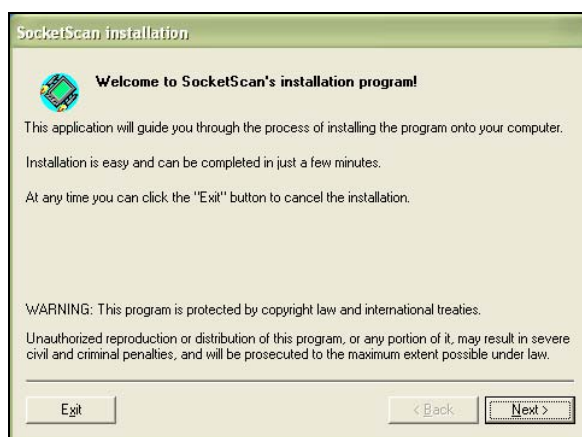 SocketScan installation
Welcome to SocketScan's installation program!
This application will guide you through the process of installing the program onto your computer.
Installation is easy and can be completed in just a few minutes.
At any time you can click the "Exit" button to cancel the installation.
WARNING: This program is protected by copyright law and international treaties.
Unauthorized reproduction or distribution of this program, or any portion of it, may result in severe
civil and criminal penalties, and will be prosecuted to the maximum extent possible under law.
Exit
< Back
Next >